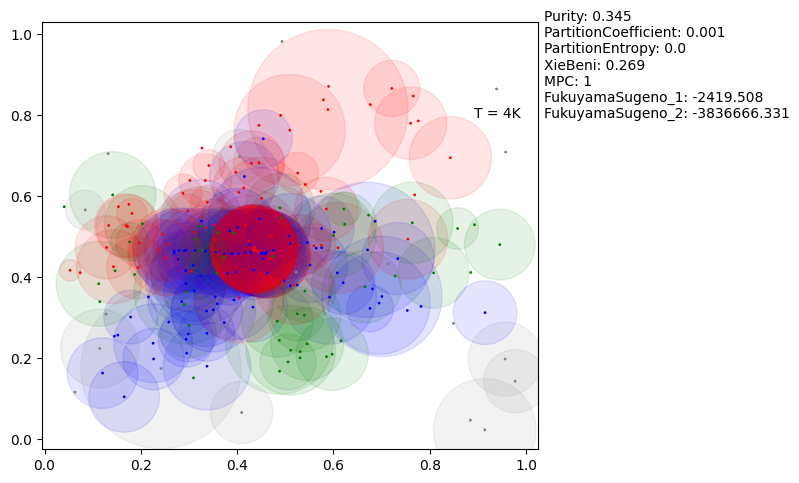 Purity: 0.345
PartitionCoefficient: 0.001
PartitionEntropy: 0.0
XieBeni: 0.269
MPC: 1
FukuyamaSugeno_1: -2419.508
FukuyamaSugeno_2: -3836666.331
T = 4K
1.0
0.8
0.6
0.4
0.2
0.0
0.0 0.2 0.4 0.6 0.8 1.0